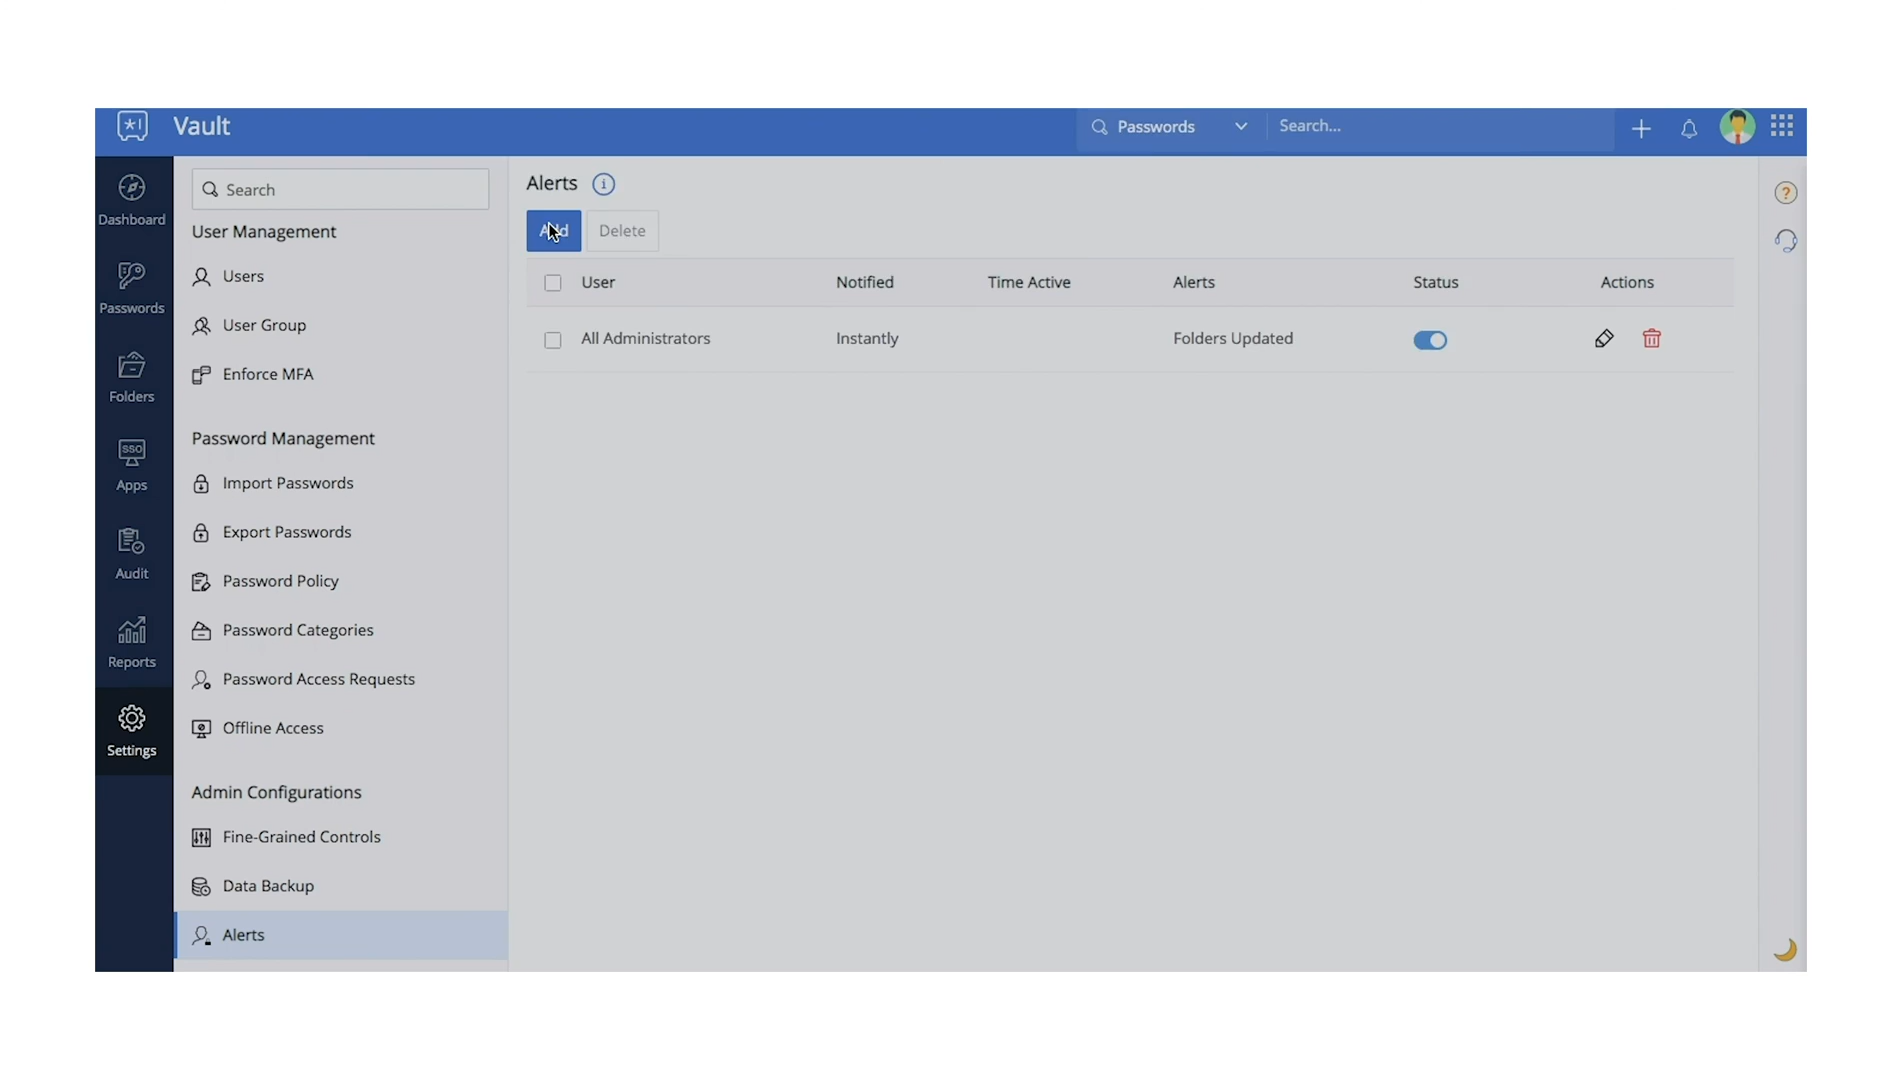 Vault
Passwords
Search...
Dashboard
Passwords
Folders
SSO
Apps
Audit
Reports
Settings
Search
User Management
Users
User Group
Enforce MFA
Password Management
Import Passwords
Export Passwords
Password Policy
Password Categories
Password Access Requests
Offline Access
Admin Configurations
Fine-Grained Controls
Data Backup
Alerts
Alerts
Add Delete
User Notified Time Active Alerts Status Actions
All Administrators Instantly Folders Updated